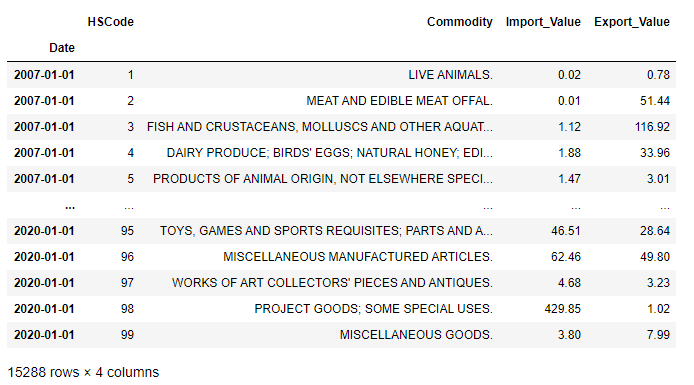 HSCode Commodity Import_Value Export_Value
Date
2007-01-01 1 LIVE ANIMALS. 0.02 0.78
2007-01-01 2 MEAT AND EDIBLE MEAT OFFAL. 0.01 51.44
2007-01-01 3 FISH AND CRUSTACEANS, MOLLUSCS AND OTHER AQUAT... 1.12 116.92
2007-01-01 4 DAIRY PRODUCE; BIRDS' EGGS; NATURAL HONEY; EDI... 1.88 33.96
2007-01-01 5 PRODUCTS OF ANIMAL ORIGIN, NOT ELSEWHERE SPECI... 1.47 3.01
... ... ... ... ...
2020-01-01 95 TOYS, GAMES AND SPORTS REQUISITES; PARTS AND A... 46.51 28.64
2020-01-01 96 MISCELLANEOUS MANUFACTURED ARTICLES. 62.46 49.80
2020-01-01 97 WORKS OF ART COLLECTORS' PIECES AND ANTIQUES. 4.68 3.23
2020-01-01 98 PROJECT GOODS; SOME SPECIAL USES. 429.85 1.02
2020-01-01 99 MISCELLANEOUS GOODS. 3.80 7.99
15288 rows × 4 columns